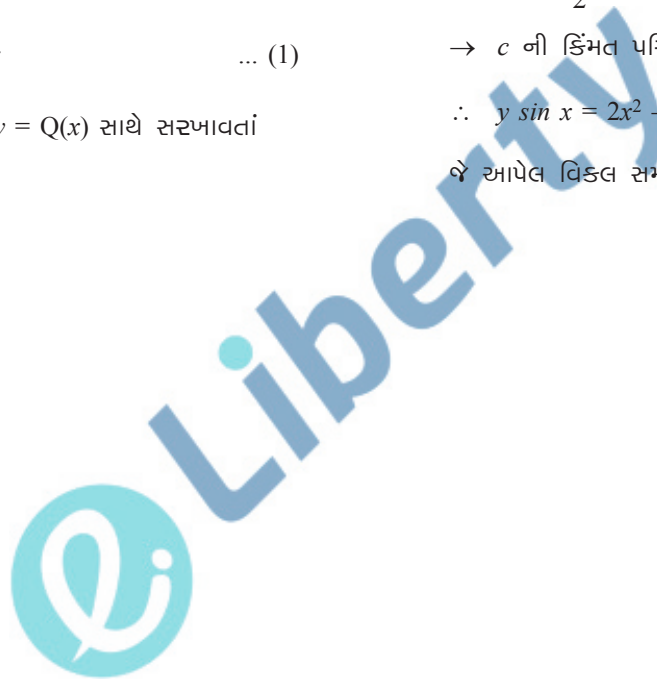 ... (1)
= Q(x) સાથે સરખાવતાં
2
→ c ની કિંમત
∴ y sin x = 2x² –
જે આપેલ વિકલ
Liberty